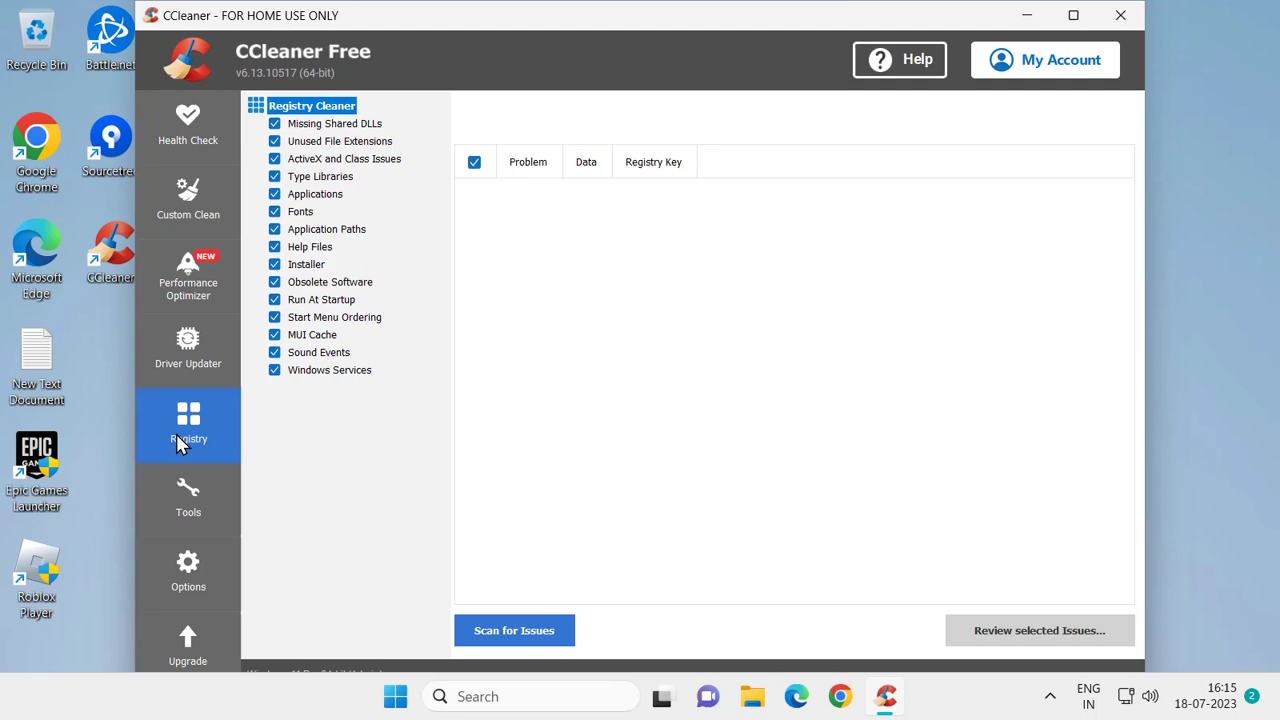 CCleaner - FOR HOME USE ONLY
CCleaner Free
v6.13.10517 (64-bit)
Help
My Account
Recycle Bin
Battle.net
Google
Chrome
Sourcetre
Microsoft
Edge
CCleaner
New Text
Document
EPIC
GAM
Epic Games
Launcher
Roblox
Player
Health Check
Custom Clean
NEW
Performance
Optimizer
Driver Updater
Registry
Tools
Options
Upgrade
Registry Cleaner
Missing Shared DLLs
Unused File Extensions
ActiveX and Class Issues
Type Libraries
Applications
Fonts
Application Paths
Help Files
Installer
Obsolete Software
Run At Startup
Start Menu Ordering
MUI Cache
Sound Events
Windows Services
Problem Data Registry Key
Scan for Issues
Review selected Issues...
Search
ENG
IN
16:15
18-07-2023
2